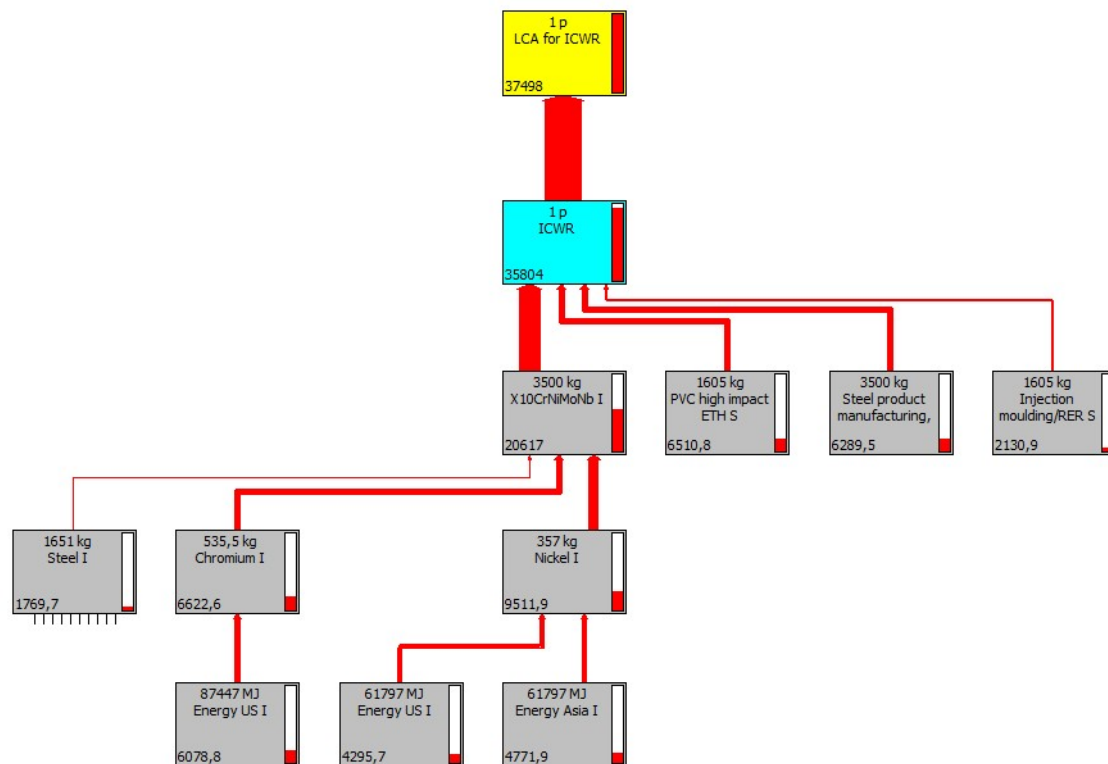 1 p
LCA for ICWR
37498
1 p
ICWR
35804
3500 kg
X10CrNiMoNb I
20617
1605 kg
PVC high impact
ETH S
6510,8
3500 kg
Steel product
manufacturing,
6289,5
1605 kg
Injection
moulding/RER S
2130,9
1651 kg
Steel I
1769,7
535,5 kg
Chromium I
6622,6
357 kg
Nickel I
9511,9
87447 MJ
Energy US I
6078,8
61797 MJ
Energy US I
4295,7
61797 MJ
Energy Asia I
4771,9